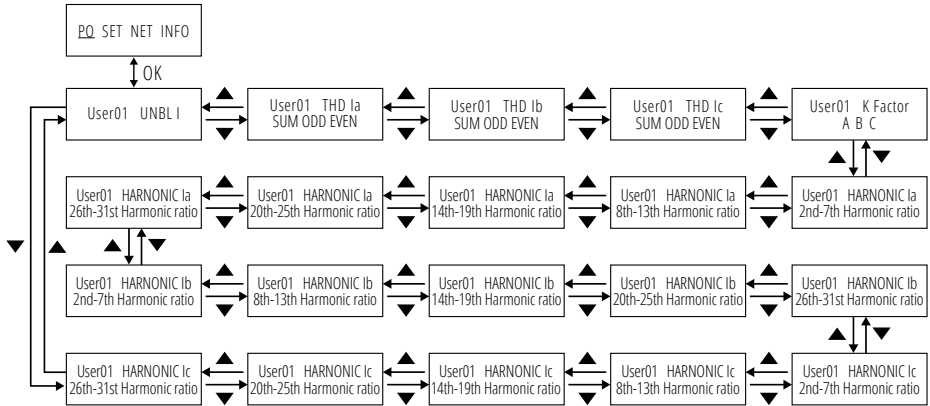 PQ SET NET INFO
OK
User01 UNBL I
User01 THD Ia
SUM ODD EVEN
User01 THD Ib
SUM ODD EVEN
User01 THD Ic
SUM ODD EVEN
User01 K Factor
A B C
User01 HARNONIC Ia
26th-31st Harmonic ratio
User01 HARNONIC Ia
20th-25th Harmonic ratio
User01 HARNONIC Ia
14th-19th Harmonic ratio
User01 HARNONIC Ia
8th-13th Harmonic ratio
User01 HARNONIC Ia
2nd-7th Harmonic ratio
User01 HARNONIC Ib
2nd-7th Harmonic ratio
User01 HARNONIC Ib
8th-13th Harmonic ratio
User01 HARNONIC Ib
14th-19th Harmonic ratio
User01 HARNONIC Ib
20th-25th Harmonic ratio
User01 HARNONIC Ib
26th-31st Harmonic ratio
User01 HARNONIC Ic
26th-31st Harmonic ratio
User01 HARNONIC Ic
20th-25th Harmonic ratio
User01 HARNONIC Ic
14th-19th Harmonic ratio
User01 HARNONIC Ic
8th-13th Harmonic ratio
User01 HARNONIC Ic
2nd-7th Harmonic ratio